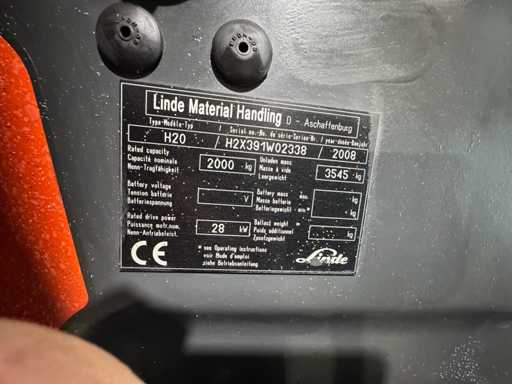 Linde Material Handling D - Aschaffenburg
Type-Modèle-Typ / Serial no.-No. de série-Serien-Nr. / year-année-Baujahr
H20 / H2X391W02338 / 2008
Rated capacity
Capacité nominale
Nenn-Tragfähigkeit
2000 kg
Unladen mass
Masse à vide
Leergewicht
3545 kg
Battery voltage
Tension batterie
Batteriespannung
V
Battery mass max.
Masse batterie
Batteriegewicht min.
kg
kg
Rated drive power
Puissance motr.nom.
Nenn-Antriebsleist.
28 kW
Ballast weight *
Poids additionnel
Zusatzgewicht
kg
CE
* see Operating instructions
voir Mode d'emploi
siehe Betriebsanleitung
Linde